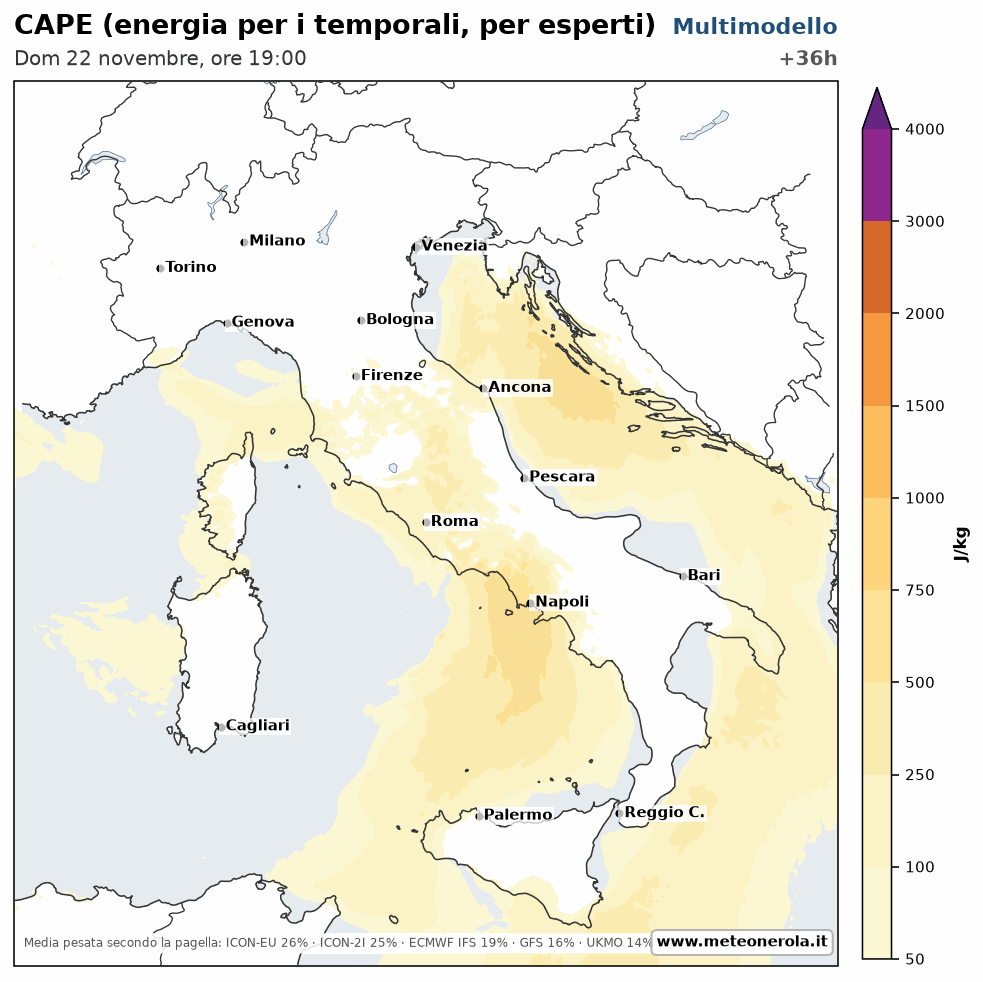 CAPE (energia per i temporali, per esperti)
Multimodello
Dom 22 novembre, ore 19:00
+36h
4000
3000
2000
1500
1000
750
500
250
100
50
J/kg
Milano
Venezia
Torino
Genova
Bologna
Firenze
Ancona
Pescara
Roma
Bari
Napoli
Cagliari
Palermo
Reggio C.
Media pesata secondo la pagella: ICON-EU 26% · ICON-2I 25% · ECMWF IFS 19% · GFS 16% · UKMO 14%
www.meteonerola.it